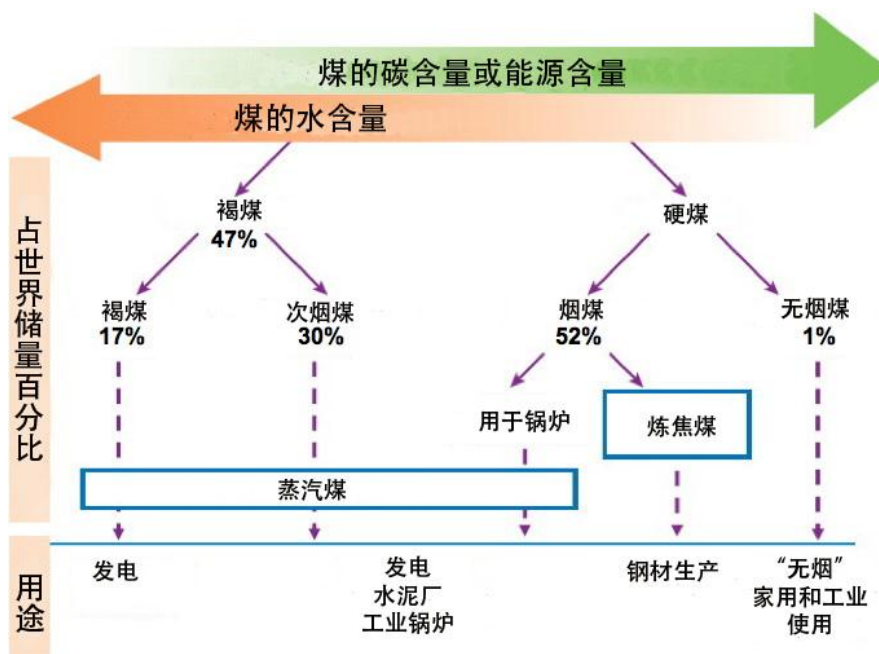 煤的碳含量或能源含量
煤的水含量
占世界储量百分比
褐煤
47%
硬煤
褐煤
17%
次烟煤
30%
烟煤
52%
无烟煤
1%
用于锅炉
炼焦煤
蒸汽煤
用途
发电
发电
水泥厂
工业锅炉
钢材生产
“无烟”
家用和工业
使用